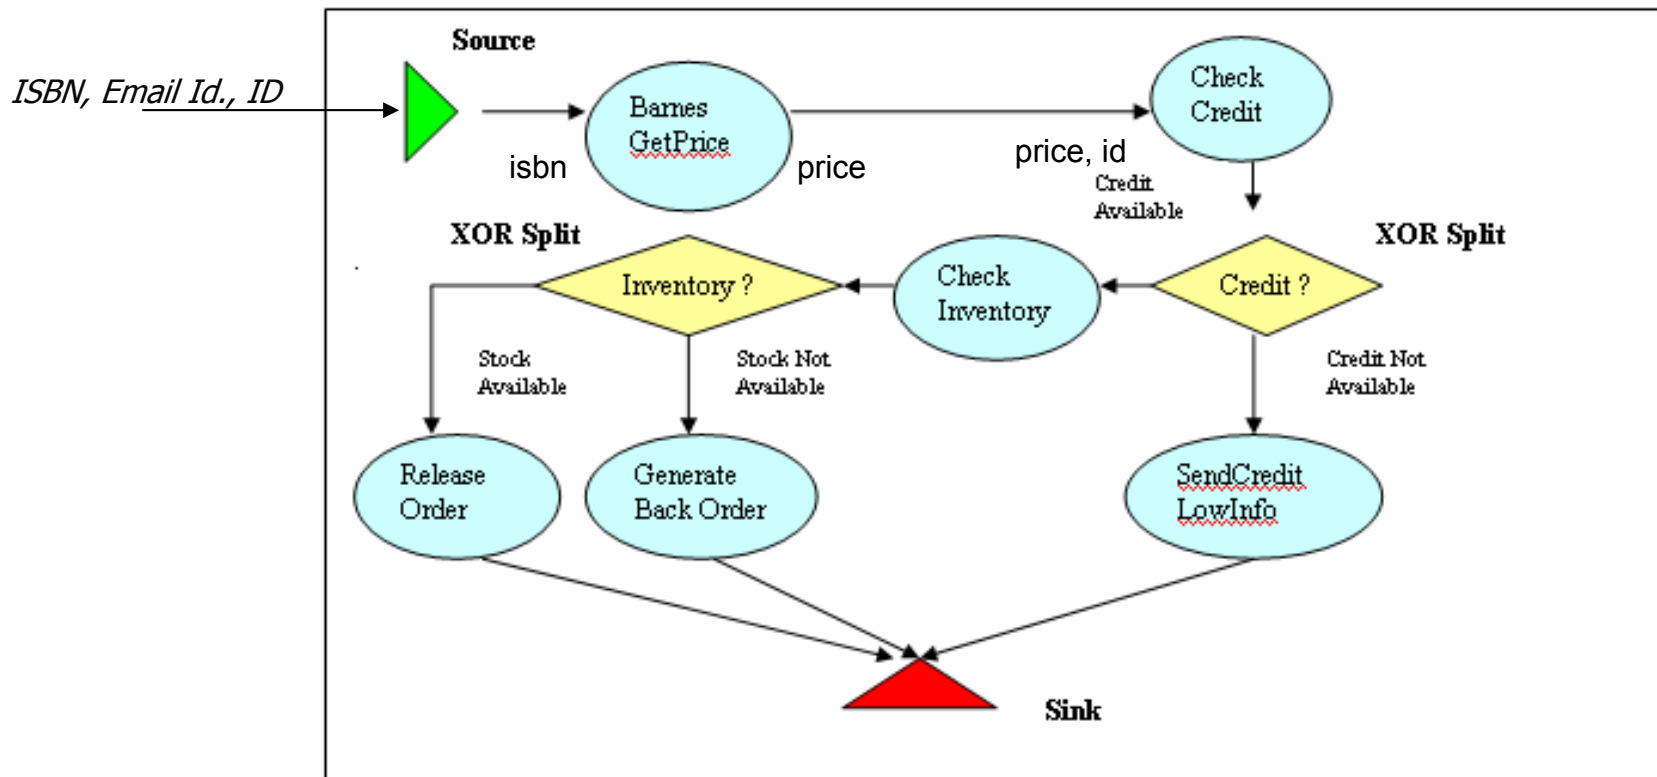 Source
ISBN, Email Id., ID
Barnes
GetPrice
Check
Credit
isbn
price
price, id
Credit
Available
XOR Split
XOR Split
Inventory ?
Check
Inventory
Credit ?
Stock
Available
Stock Not
Available
Credit Not
Available
Release
Order
Generate
Back Order
SendCredit
LowInfo
Sink